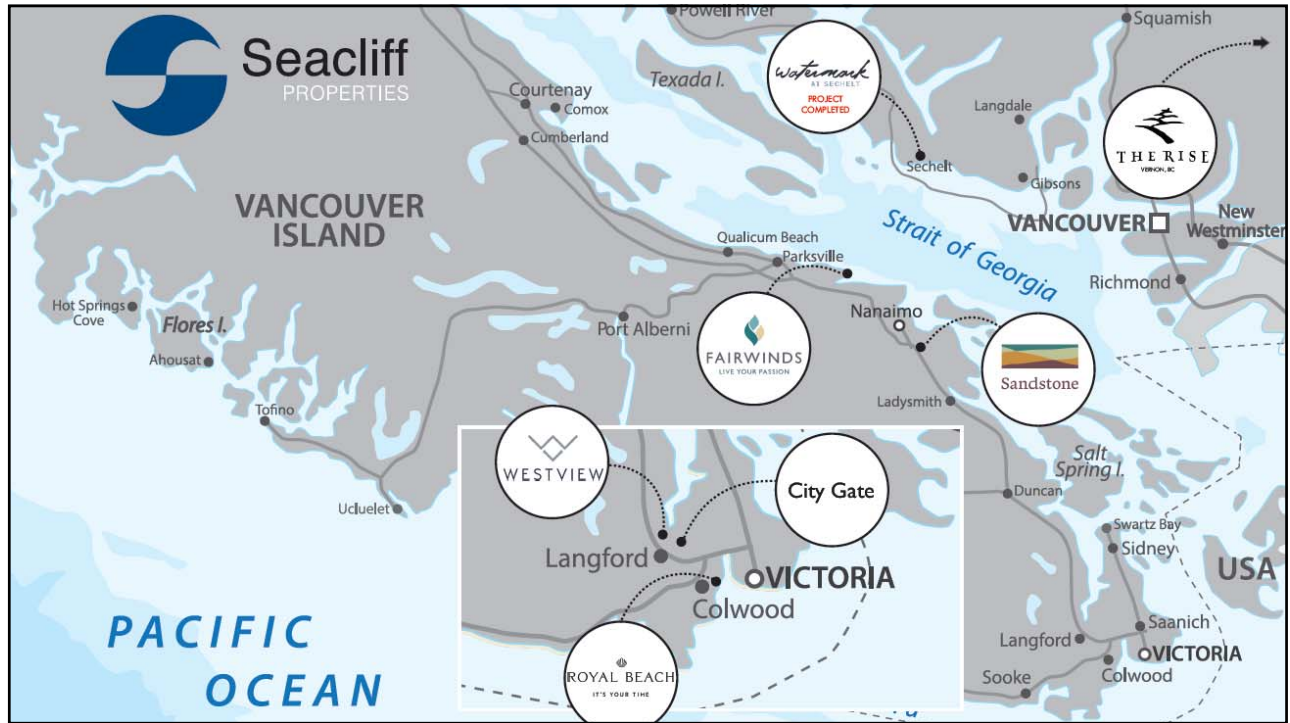 Seacliff
PROPERTIES
Powell River
Squamish
Texada I.
Watermark
AT SECHELT
PROJECT
COMPLETED
Courtenay
Comox
Cumberland
Langdale
THE RISE
VERNON, BC
Sechelt
Gibsons
VANCOUVER
ISLAND
VANCOUVER
New
Westminster
Strait of Georgia
Qualicum Beach
Parksville
Richmond
Hot Springs
Cove
Flores I.
Ahousat
Port Alberni
Nanaimo
FAIRWINDS
LIVE YOUR PASSION
Sandstone
Ladysmith
Tofino
Ucluelet
Salt
Spring I.
Duncan
WESTVIEW
City Gate
Langford
VICTORIA
Colwood
ROYAL BEACH
IT'S YOUR TIME
Swartz Bay
Sidney
USA
Saanich
Langford
VICTORIA
Colwood
Sooke
PACIFIC
OCEAN